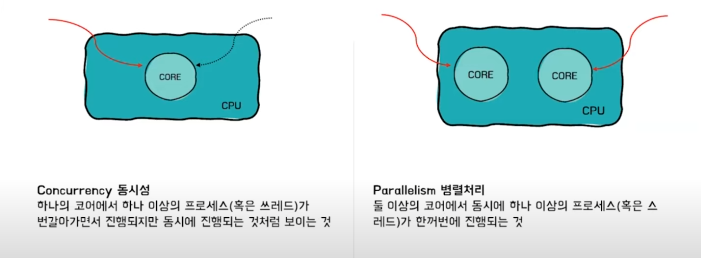 CORE
CPU
CORE
CORE
CPU
Concurrency 동시성
하나의 코어에서 하나 이상의 프로세스(혹은 쓰레드)가
번갈아가면서 진행되지만 동시에 진행되는 것처럼 보이는 것
Parallelism 병렬처리
둘 이상의 코어에서 동시에 하나 이상의 프로세스(혹은 스
레드)가 한꺼번에 진행되는 것